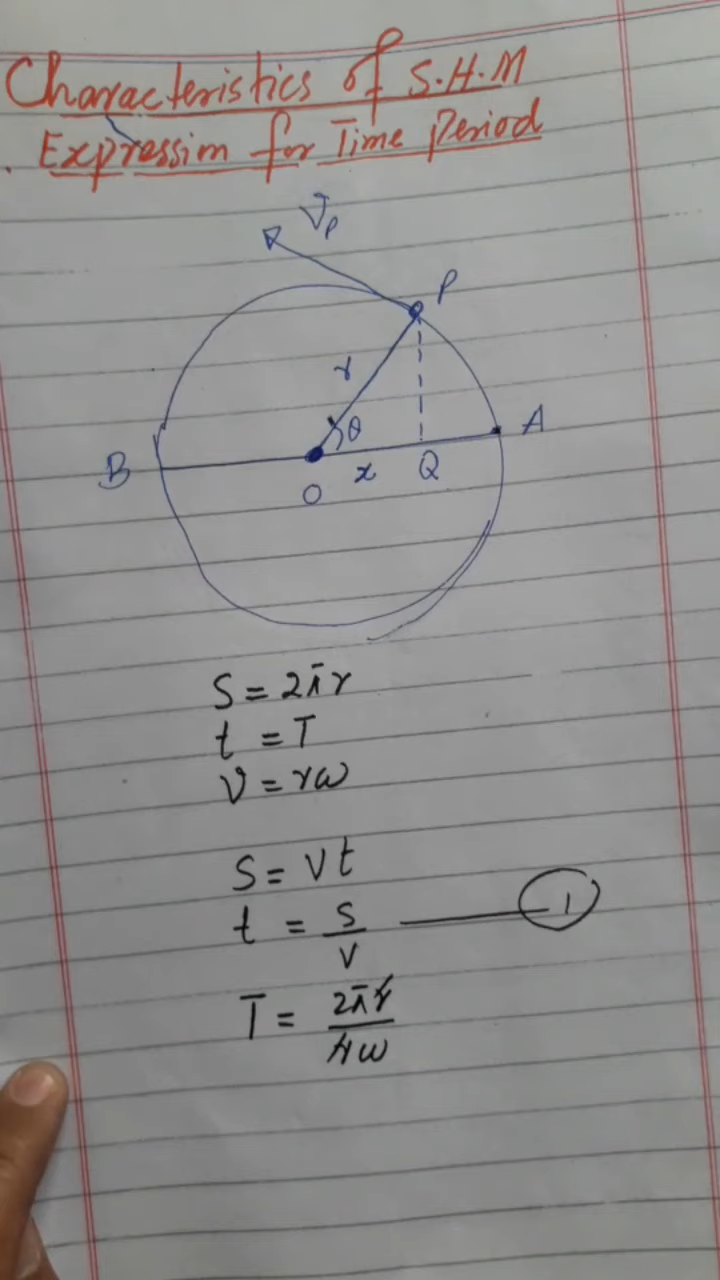 Characteristics of S.H.M
Expression for Time Period
Vₚ
P
r
θ
A
B
O
x
Q
S = 2πr
t = T
v = rω
S = vt
t = S/v ——— 1
T = 2πr/rω